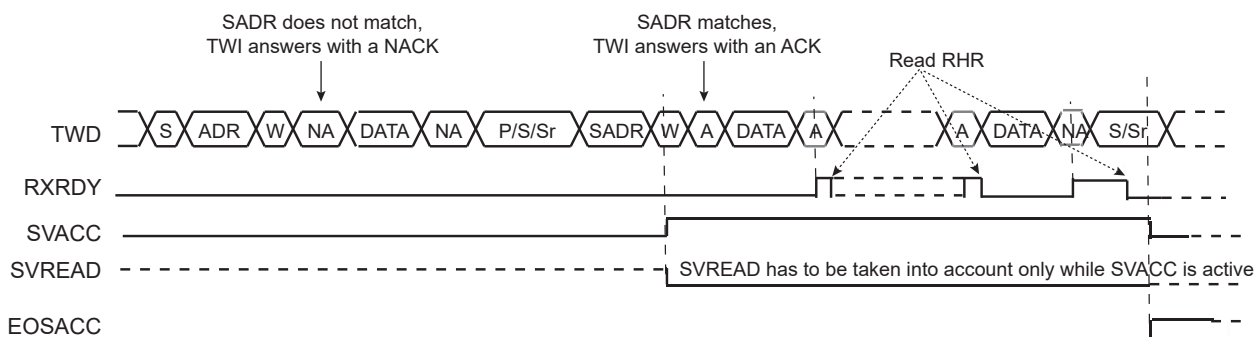 SADR does not match,
TWI answers with a NACK
SADR matches,
TWI answers with an ACK
Read RHR
TWD S ADR W NA DATA NA P/S/Sr SADR W A DATA A A DATA NA S/Sr
RXRDY
SVACC
SVREAD SVREAD has to be taken into account only while SVACC is active
EOSACC